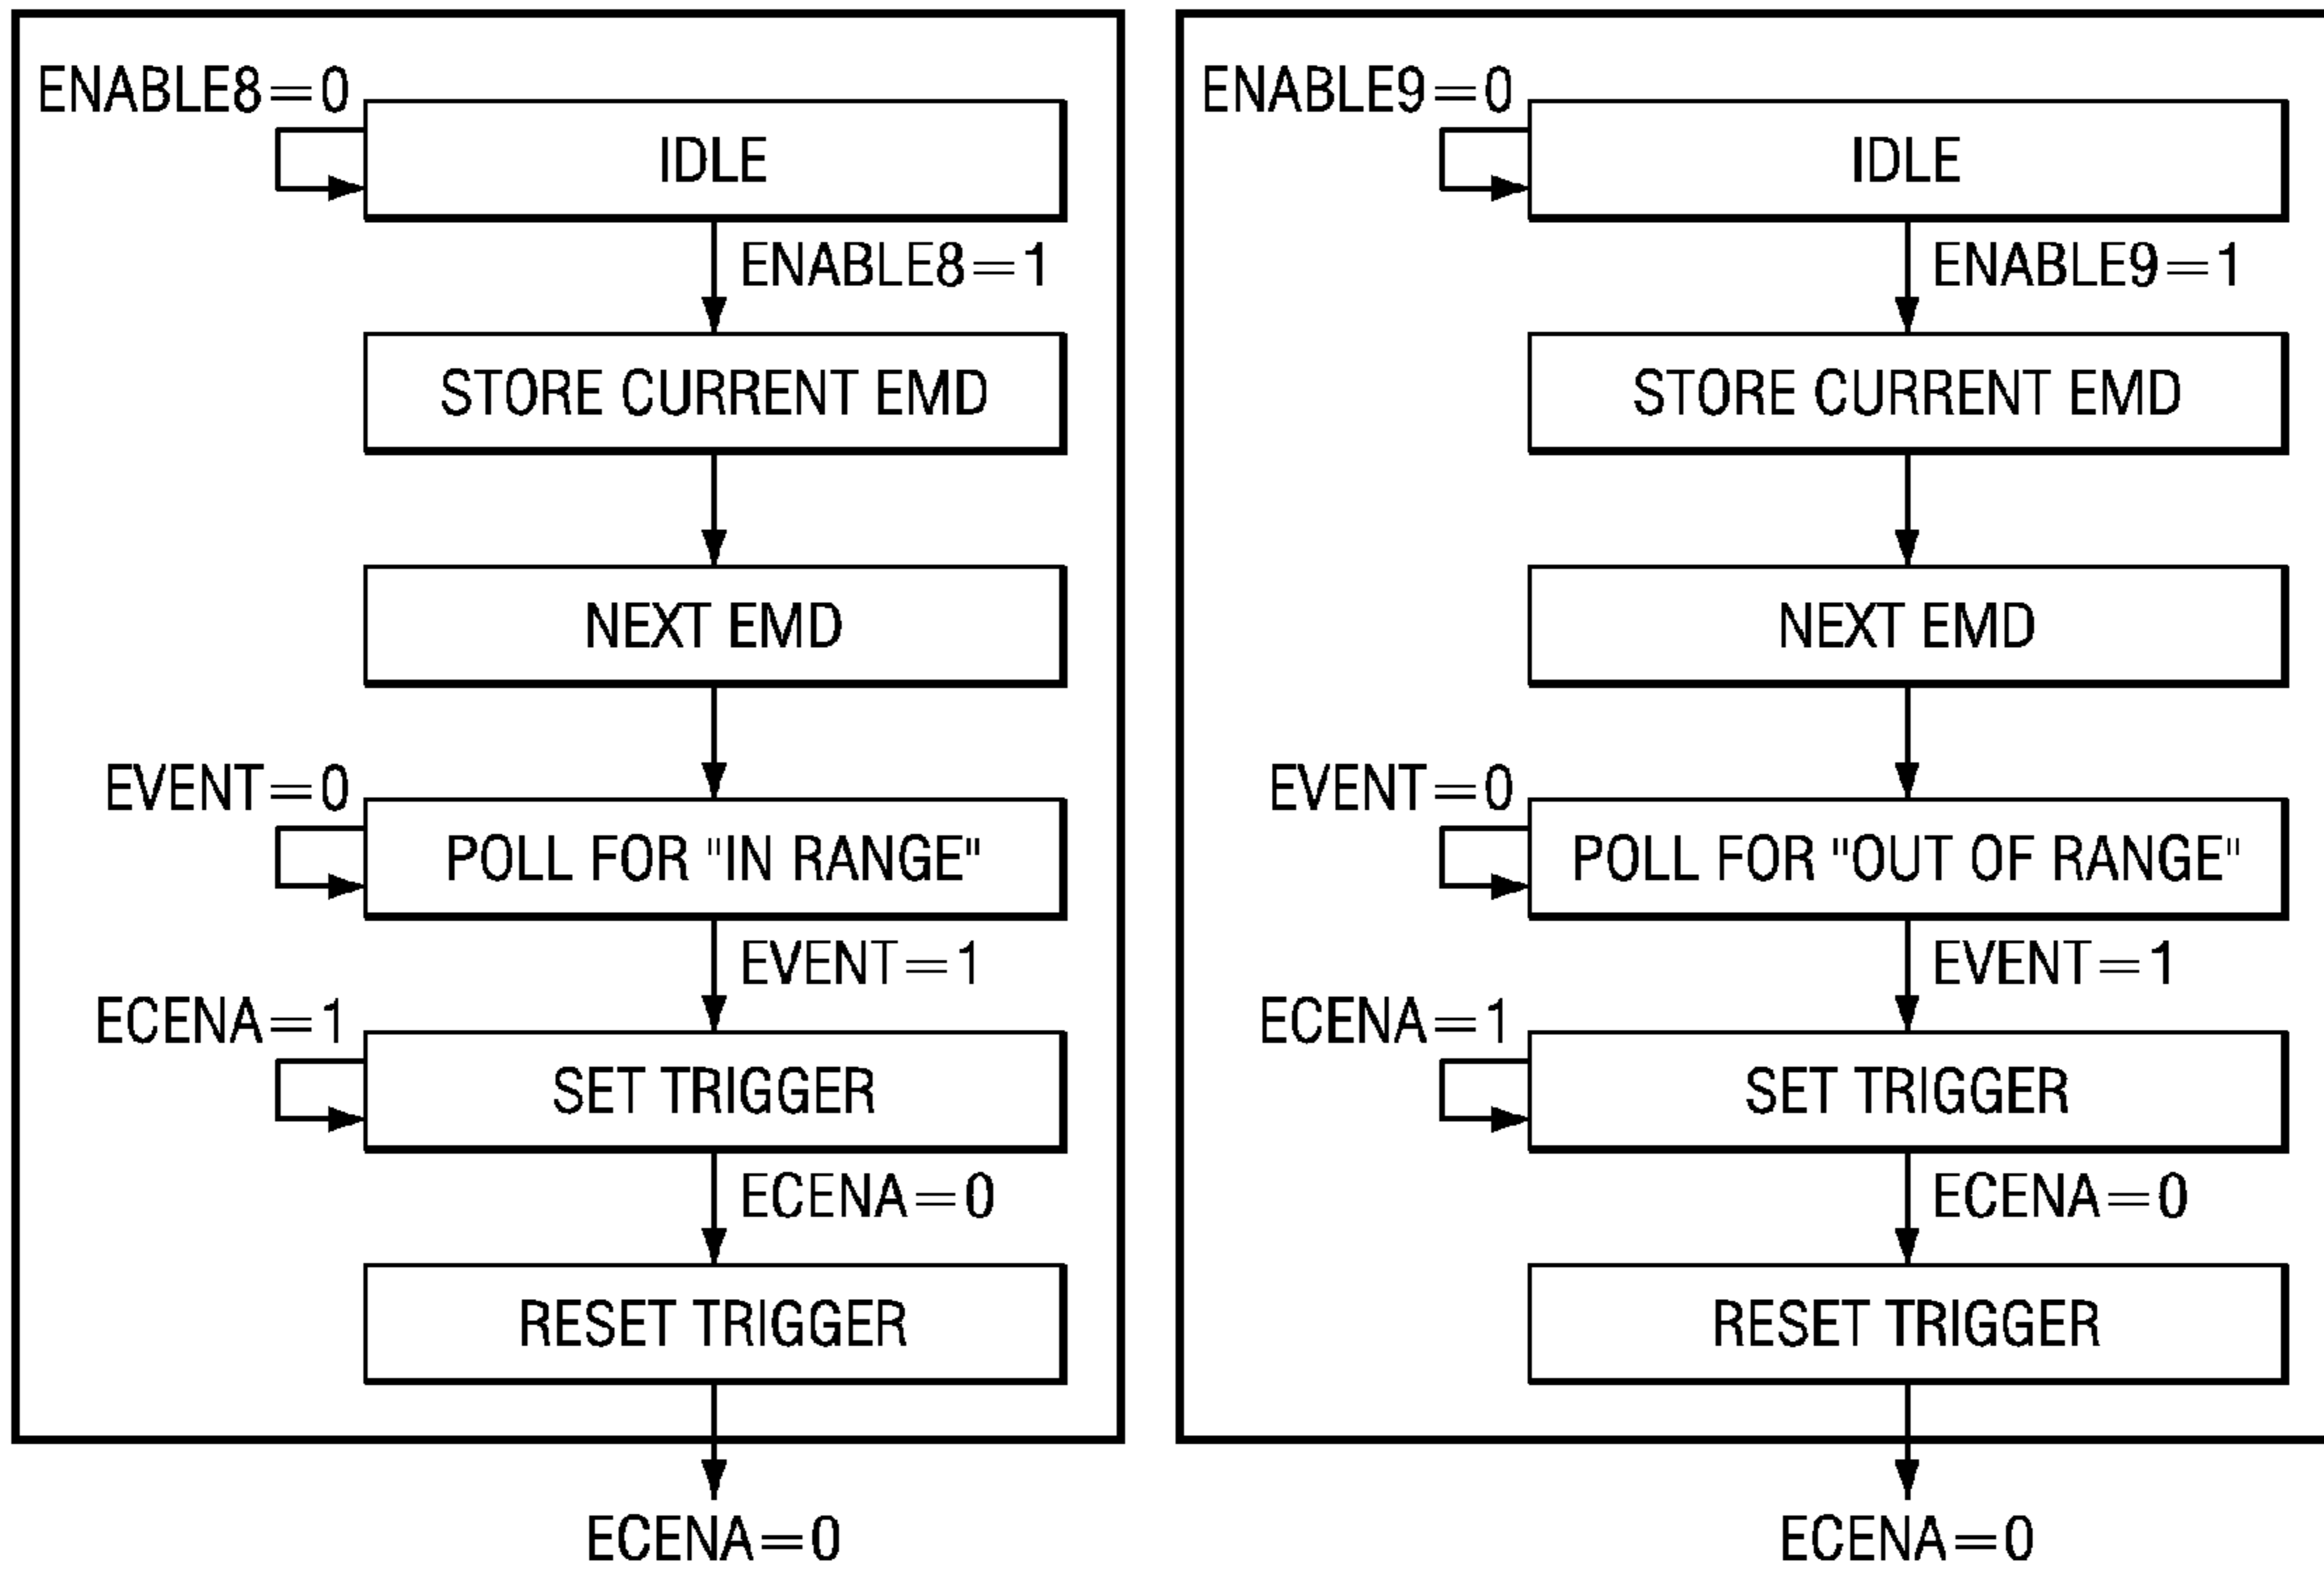 ENABLE8=0
IDLE
ENABLE8=1
STORE CURRENT EMD
NEXT EMD
EVENT=0
POLL FOR "IN RANGE"
EVENT=1
ECENA=1
SET TRIGGER
ECENA=0
RESET TRIGGER
ECENA=0
ENABLE9=0
IDLE
ENABLE9=1
STORE CURRENT EMD
NEXT EMD
EVENT=0
POLL FOR "OUT OF RANGE"
EVENT=1
ECENA=1
SET TRIGGER
ECENA=0
RESET TRIGGER
ECENA=0